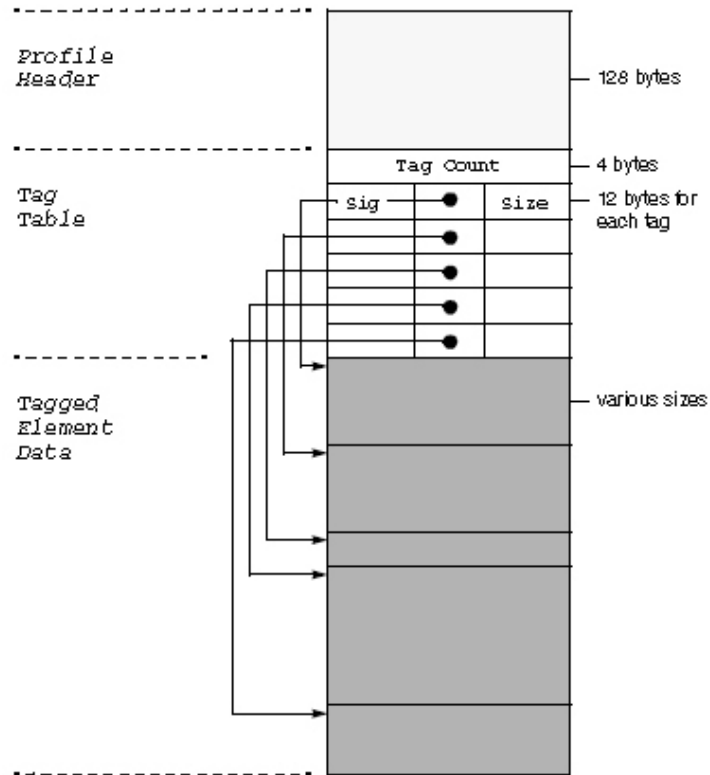 Profile
Header
128 bytes
Tag Count
4 bytes
Tag
Table
Sig
Size
12 bytes for
each tag
Tagged
Element
Data
various sizes